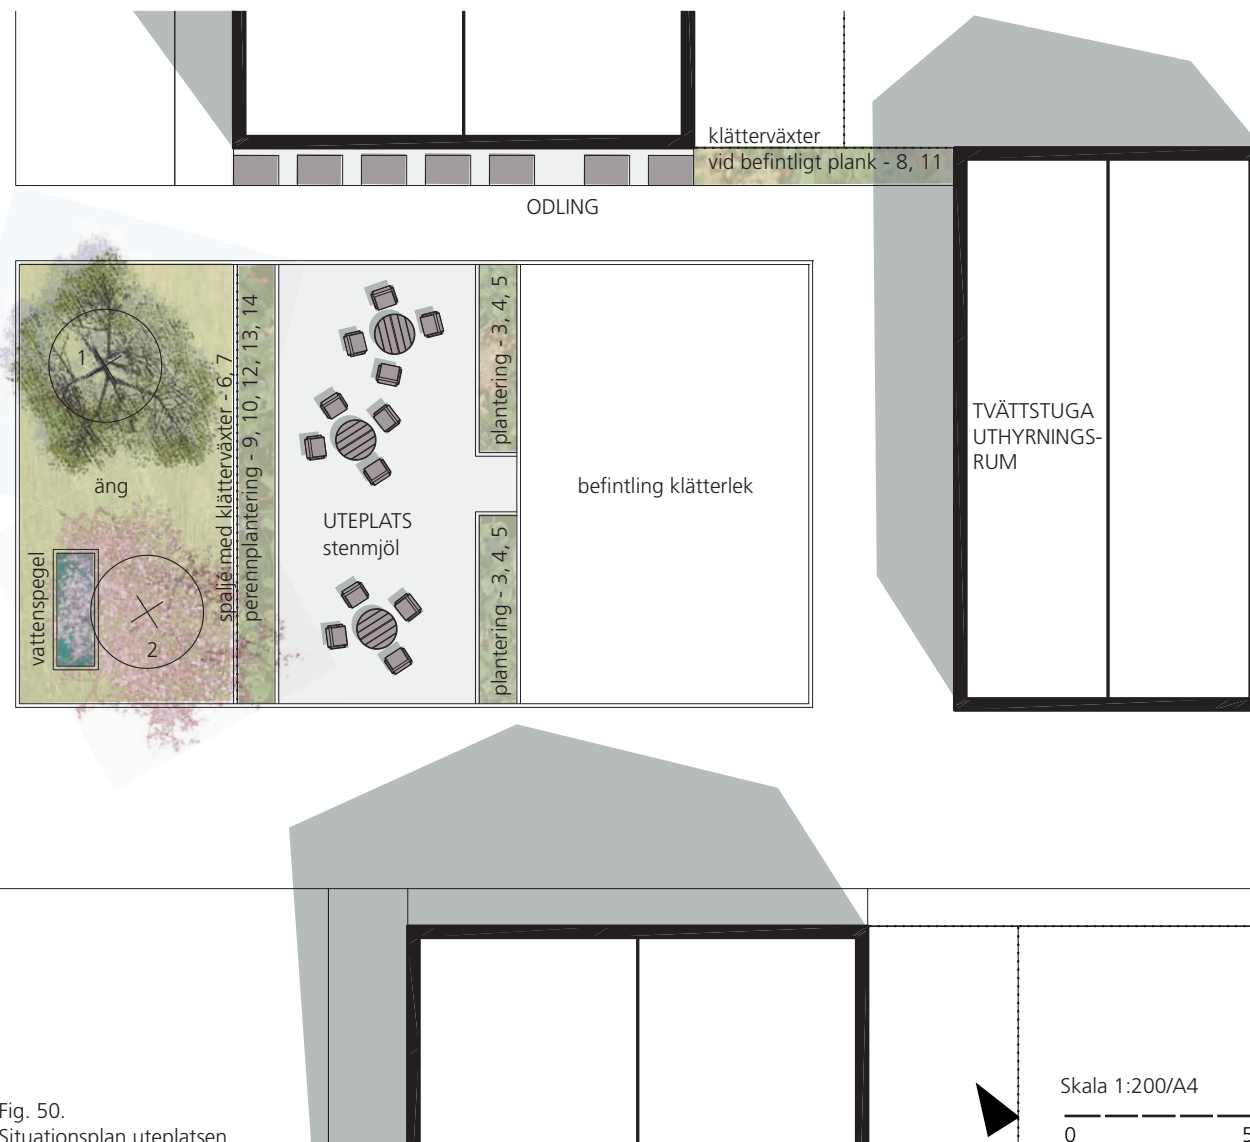 klätterväxter
vid befintligt plank - 8, 11
ODLING
1
äng
vattenspegel
2
spaljé med klätterväxter - 6, 7
perennplantering - 9, 10, 12, 13, 14
UTEPLATS
stenmjöl
plantering - 3, 4, 5
plantering - 3, 4, 5
befintling klätterlek
TVÄTTSTUGA
UTHYRNINGS-
RUM
Skala 1:200/A4
0 5
Fig. 50.
Situationsplan uteplatsen